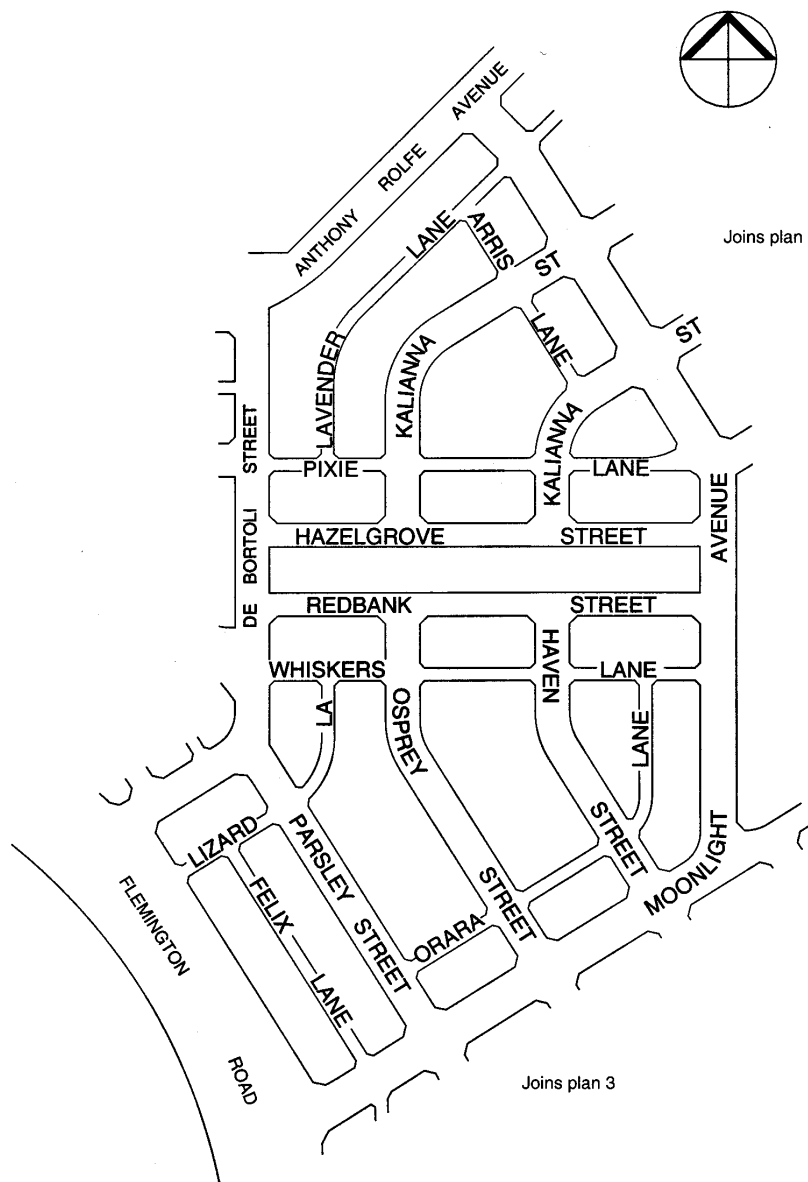 ANTHONY ROLFE AVENUE
Joins plan
LAVENDER LANE
ARRIS
ST
LANE
ST
KALIANNA
KALIANNA
DE BORTOLI STREET
PIXIE LANE
AVENUE
HAZELGROVE STREET
REDBANK STREET
WHISKERS LANE
HAVEN
LA
OSPREY
LANE
LIZARD
PARSLEY STREET
STREET
STREET
MOONLIGHT
FELIX LANE
ORARA
FLEMINGTON ROAD
Joins plan 3